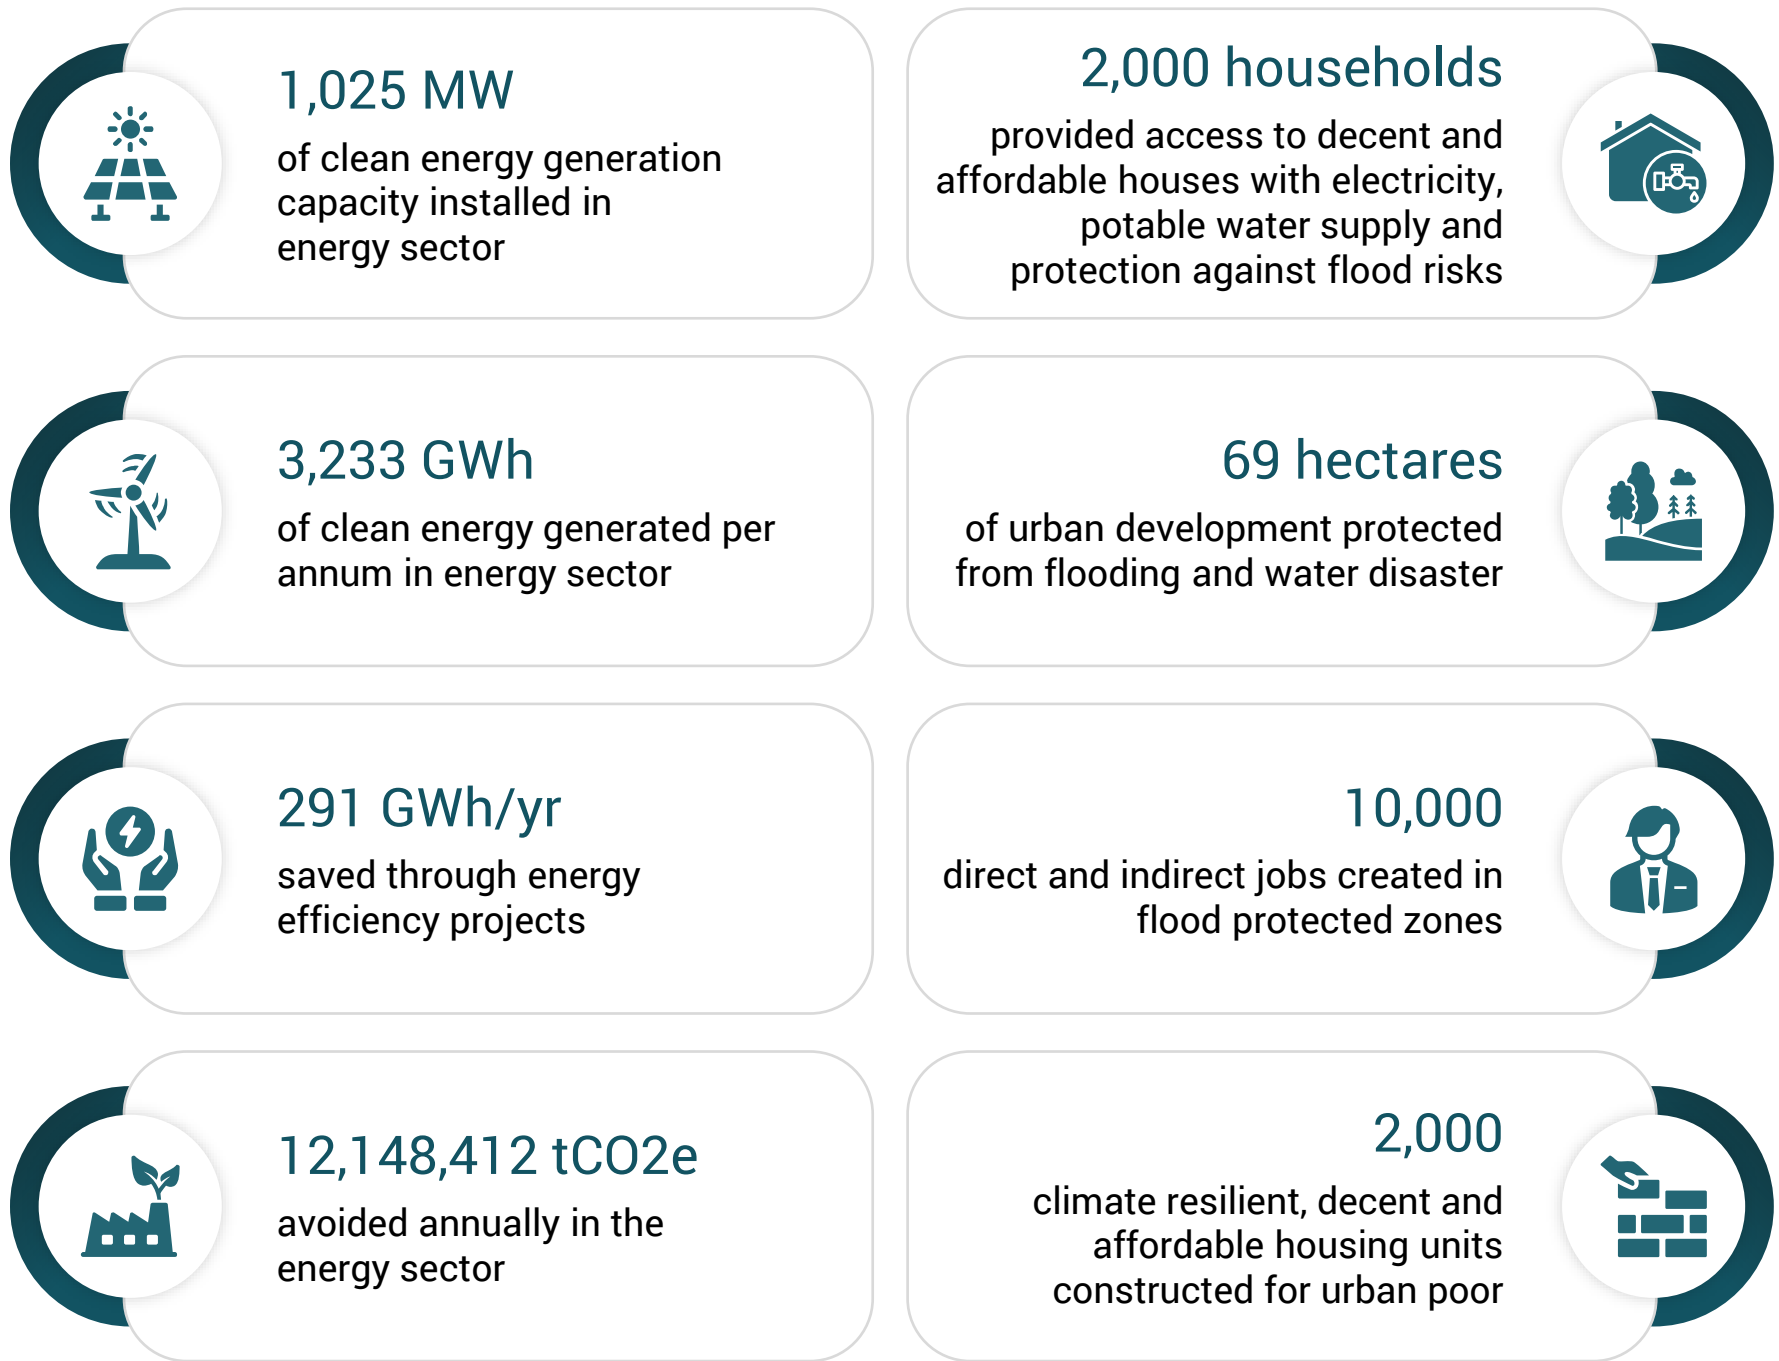 1,025 MW
of clean energy generation
capacity installed in
energy sector
2,000 households
provided access to decent and
affordable houses with electricity,
potable water supply and
protection against flood risks
3,233 GWh
of clean energy generated per
annum in energy sector
69 hectares
of urban development protected
from flooding and water disaster
291 GWh/yr
saved through energy
efficiency projects
10,000
direct and indirect jobs created in
flood protected zones
12,148,412 tCO2e
avoided annually in the
energy sector
2,000
climate resilient, decent and
affordable housing units
constructed for urban poor